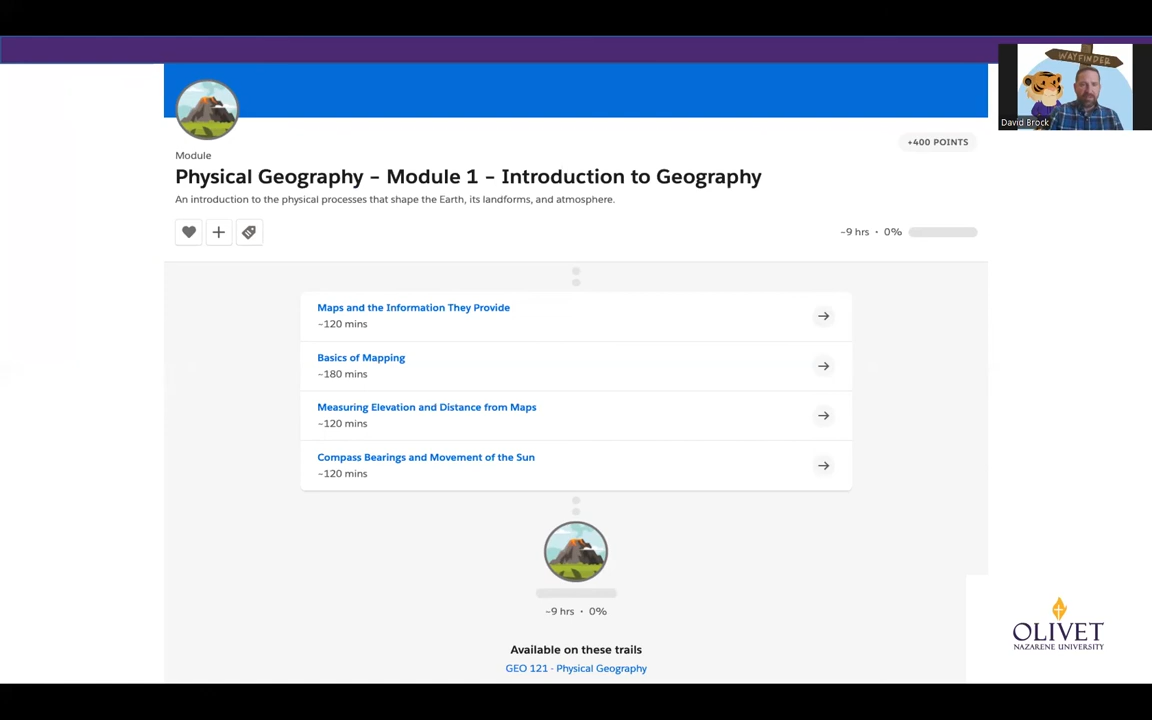 WAYFINDER
David Brock
+400 POINTS
Module
Physical Geography – Module 1 – Introduction to Geography
An introduction to the physical processes that shape the Earth, its landforms, and atmosphere.
~9 hrs • 0%
Maps and the Information They Provide
~120 mins
Basics of Mapping
~180 mins
Measuring Elevation and Distance from Maps
~120 mins
Compass Bearings and Movement of the Sun
~120 mins
~9 hrs • 0%
Available on these trails
GEO 121 - Physical Geography
OLIVET
NAZARENE UNIVERSITY